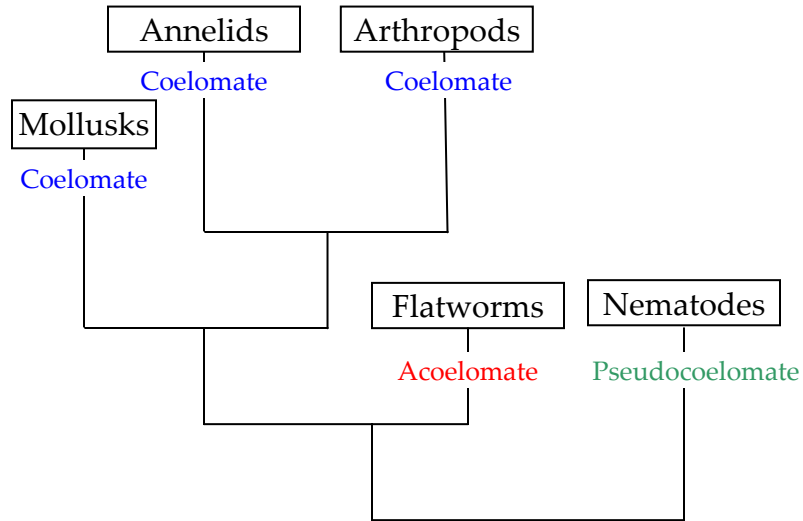 Annelids
Arthropods
Coelomate
Coelomate
Mollusks
Coelomate
Flatworms
Nematodes
Acoelomate
Pseudocoelomate